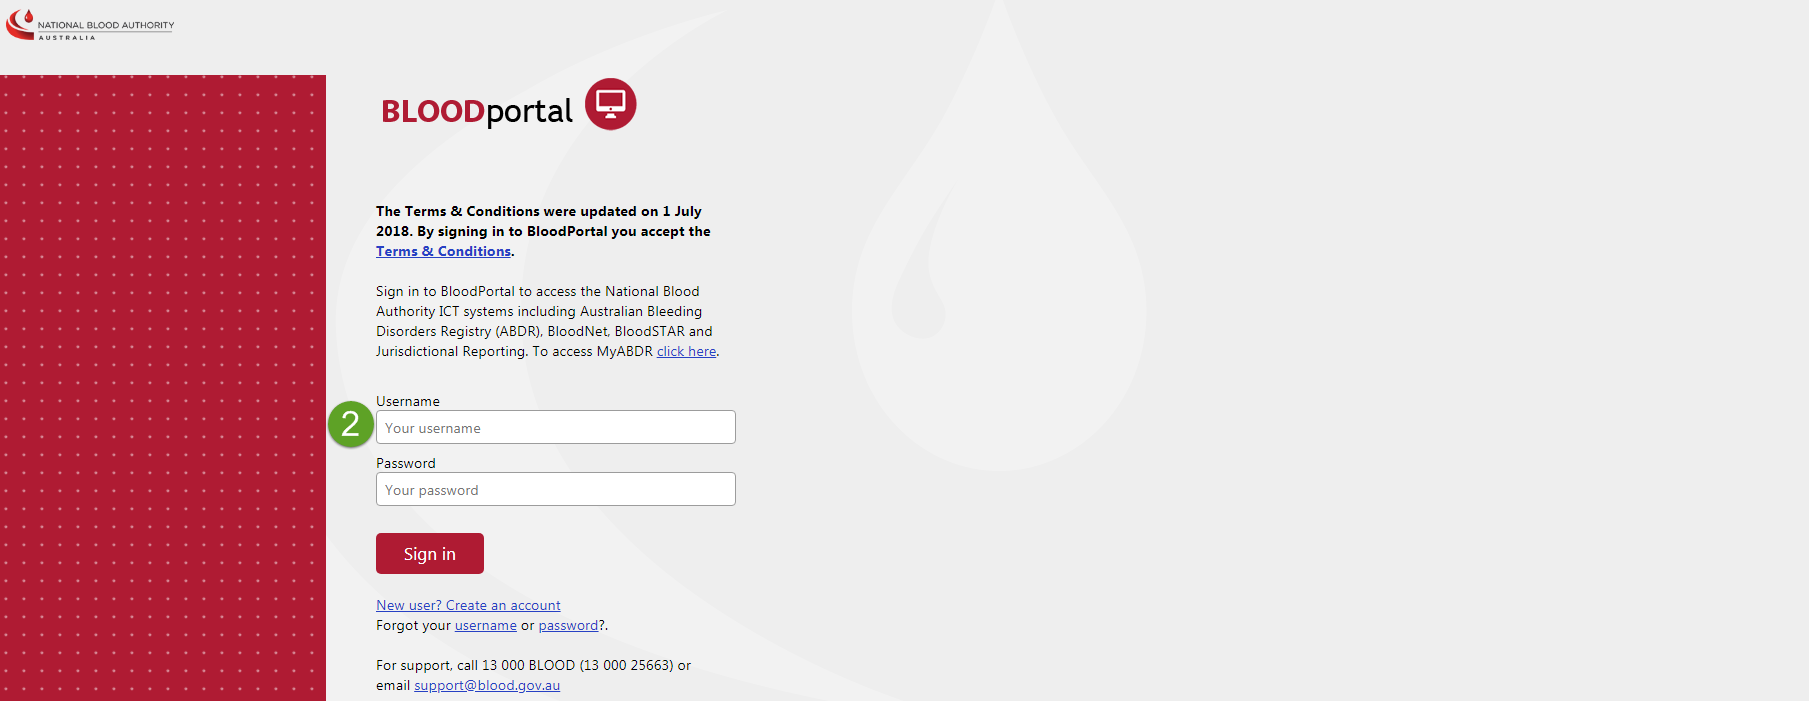 NATIONAL BLOOD AUTHORITY
AUSTRALIA
BLOODportal
The Terms & Conditions were updated on 1 July
2018. By signing in to BloodPortal you accept the
Terms & Conditions.
Sign in to BloodPortal to access the National Blood
Authority ICT systems including Australian Bleeding
Disorders Registry (ABDR), BloodNet, BloodSTAR and
Jurisdictional Reporting. To access MyABDR click here.
Username
2
Your username
Password
Your password
Sign in
New user? Create an account
Forgot your username or password?.
For support, call 13 000 BLOOD (13 000 25663) or
email support@blood.gov.au